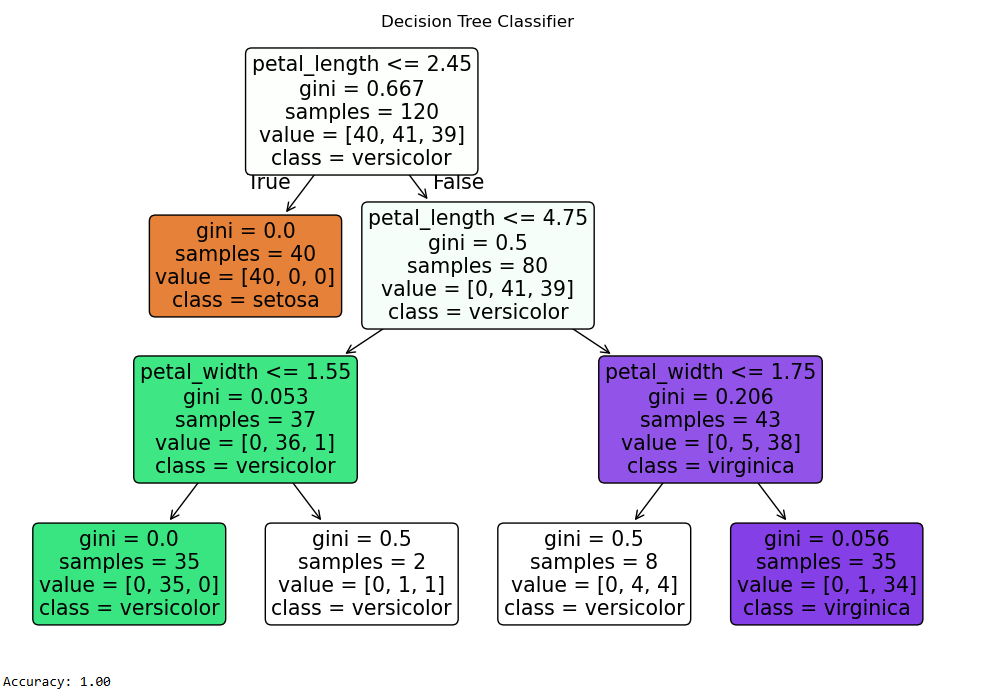 Decision Tree Classifier
petal_length <= 2.45
gini = 0.667
samples = 120
value = [40, 41, 39]
class = versicolor
True
False
gini = 0.0
samples = 40
value = [40, 0, 0]
class = setosa
petal_length <= 4.75
gini = 0.5
samples = 80
value = [0, 41, 39]
class = versicolor
petal_width <= 1.55
gini = 0.053
samples = 37
value = [0, 36, 1]
class = versicolor
petal_width <= 1.75
gini = 0.206
samples = 43
value = [0, 5, 38]
class = virginica
gini = 0.0
samples = 35
value = [0, 35, 0]
class = versicolor
gini = 0.5
samples = 2
value = [0, 1, 1]
class = versicolor
gini = 0.5
samples = 8
value = [0, 4, 4]
class = versicolor
gini = 0.056
samples = 35
value = [0, 1, 34]
class = virginica
Accuracy: 1.00